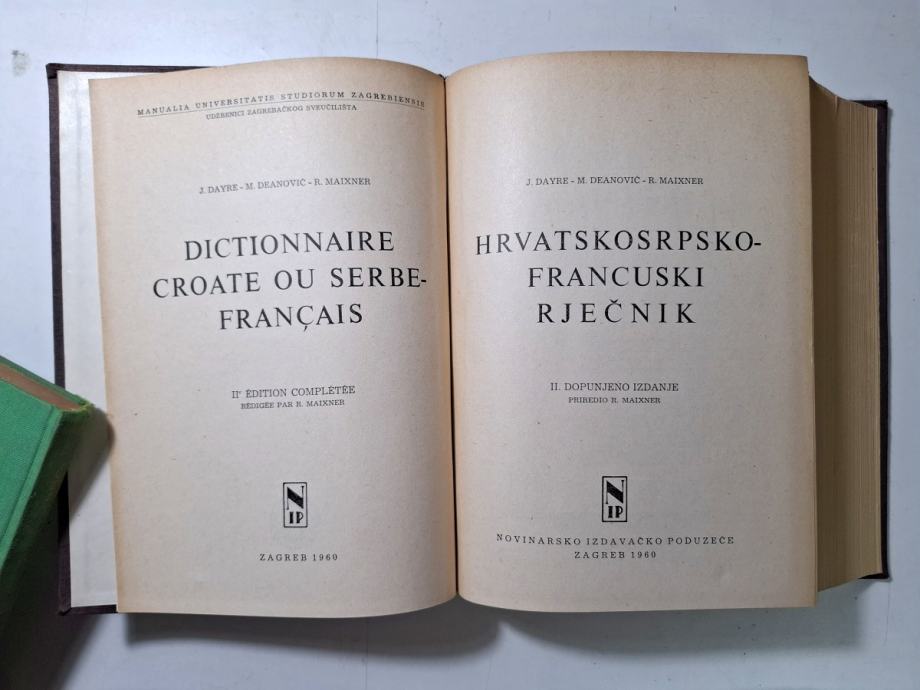 MANUALIA UNIVERSITATIS STUDIORUM ZAGREBIENSIS
UDŽBENICI ZAGREBAČKOG SVEUČILIŠTA
J. DAYRE - M. DEANOVIĆ - R. MAIXNER
DICTIONNAIRE
CROATE OU SERBE-
FRANÇAIS
IIe ÉDITION COMPLÉTÉE
RÉDIGÉE PAR R. MAIXNER
N
IP
ZAGREB 1960
J. DAYRE - M. DEANOVIĆ - R. MAIXNER
HRVATSKOSRPSKO-
FRANCUSKI
RJEČNIK
II. DOPUNJENO IZDANJE
PRIREDIO R. MAIXNER
N
IP
NOVINARSKO IZDAVAČKO PODUZEĆE
ZAGREB 1960